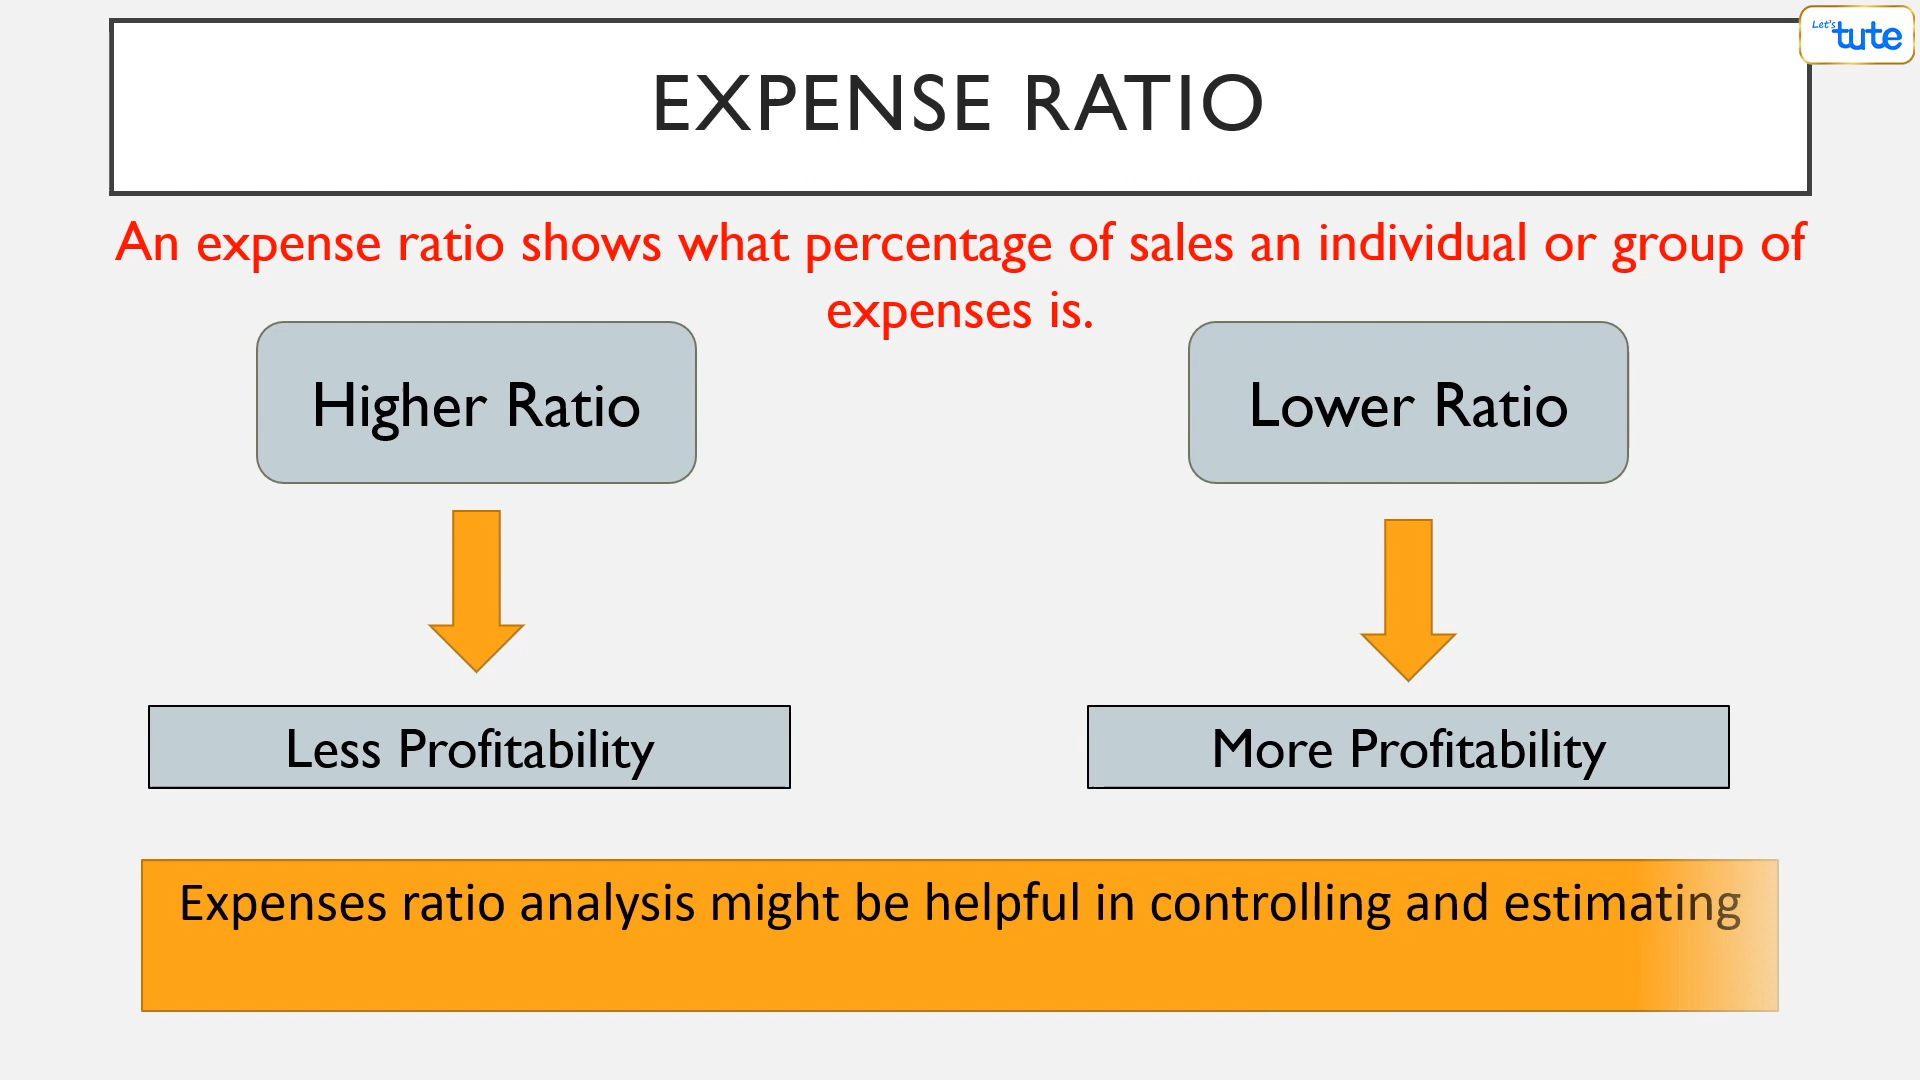 Let's
tute
EXPENSE RATIO
An expense ratio shows what percentage of sales an individual or group of
expenses is.
Higher Ratio
Lower Ratio
Less Profitability
More Profitability
Expenses ratio analysis might be helpful in controlling and estimating